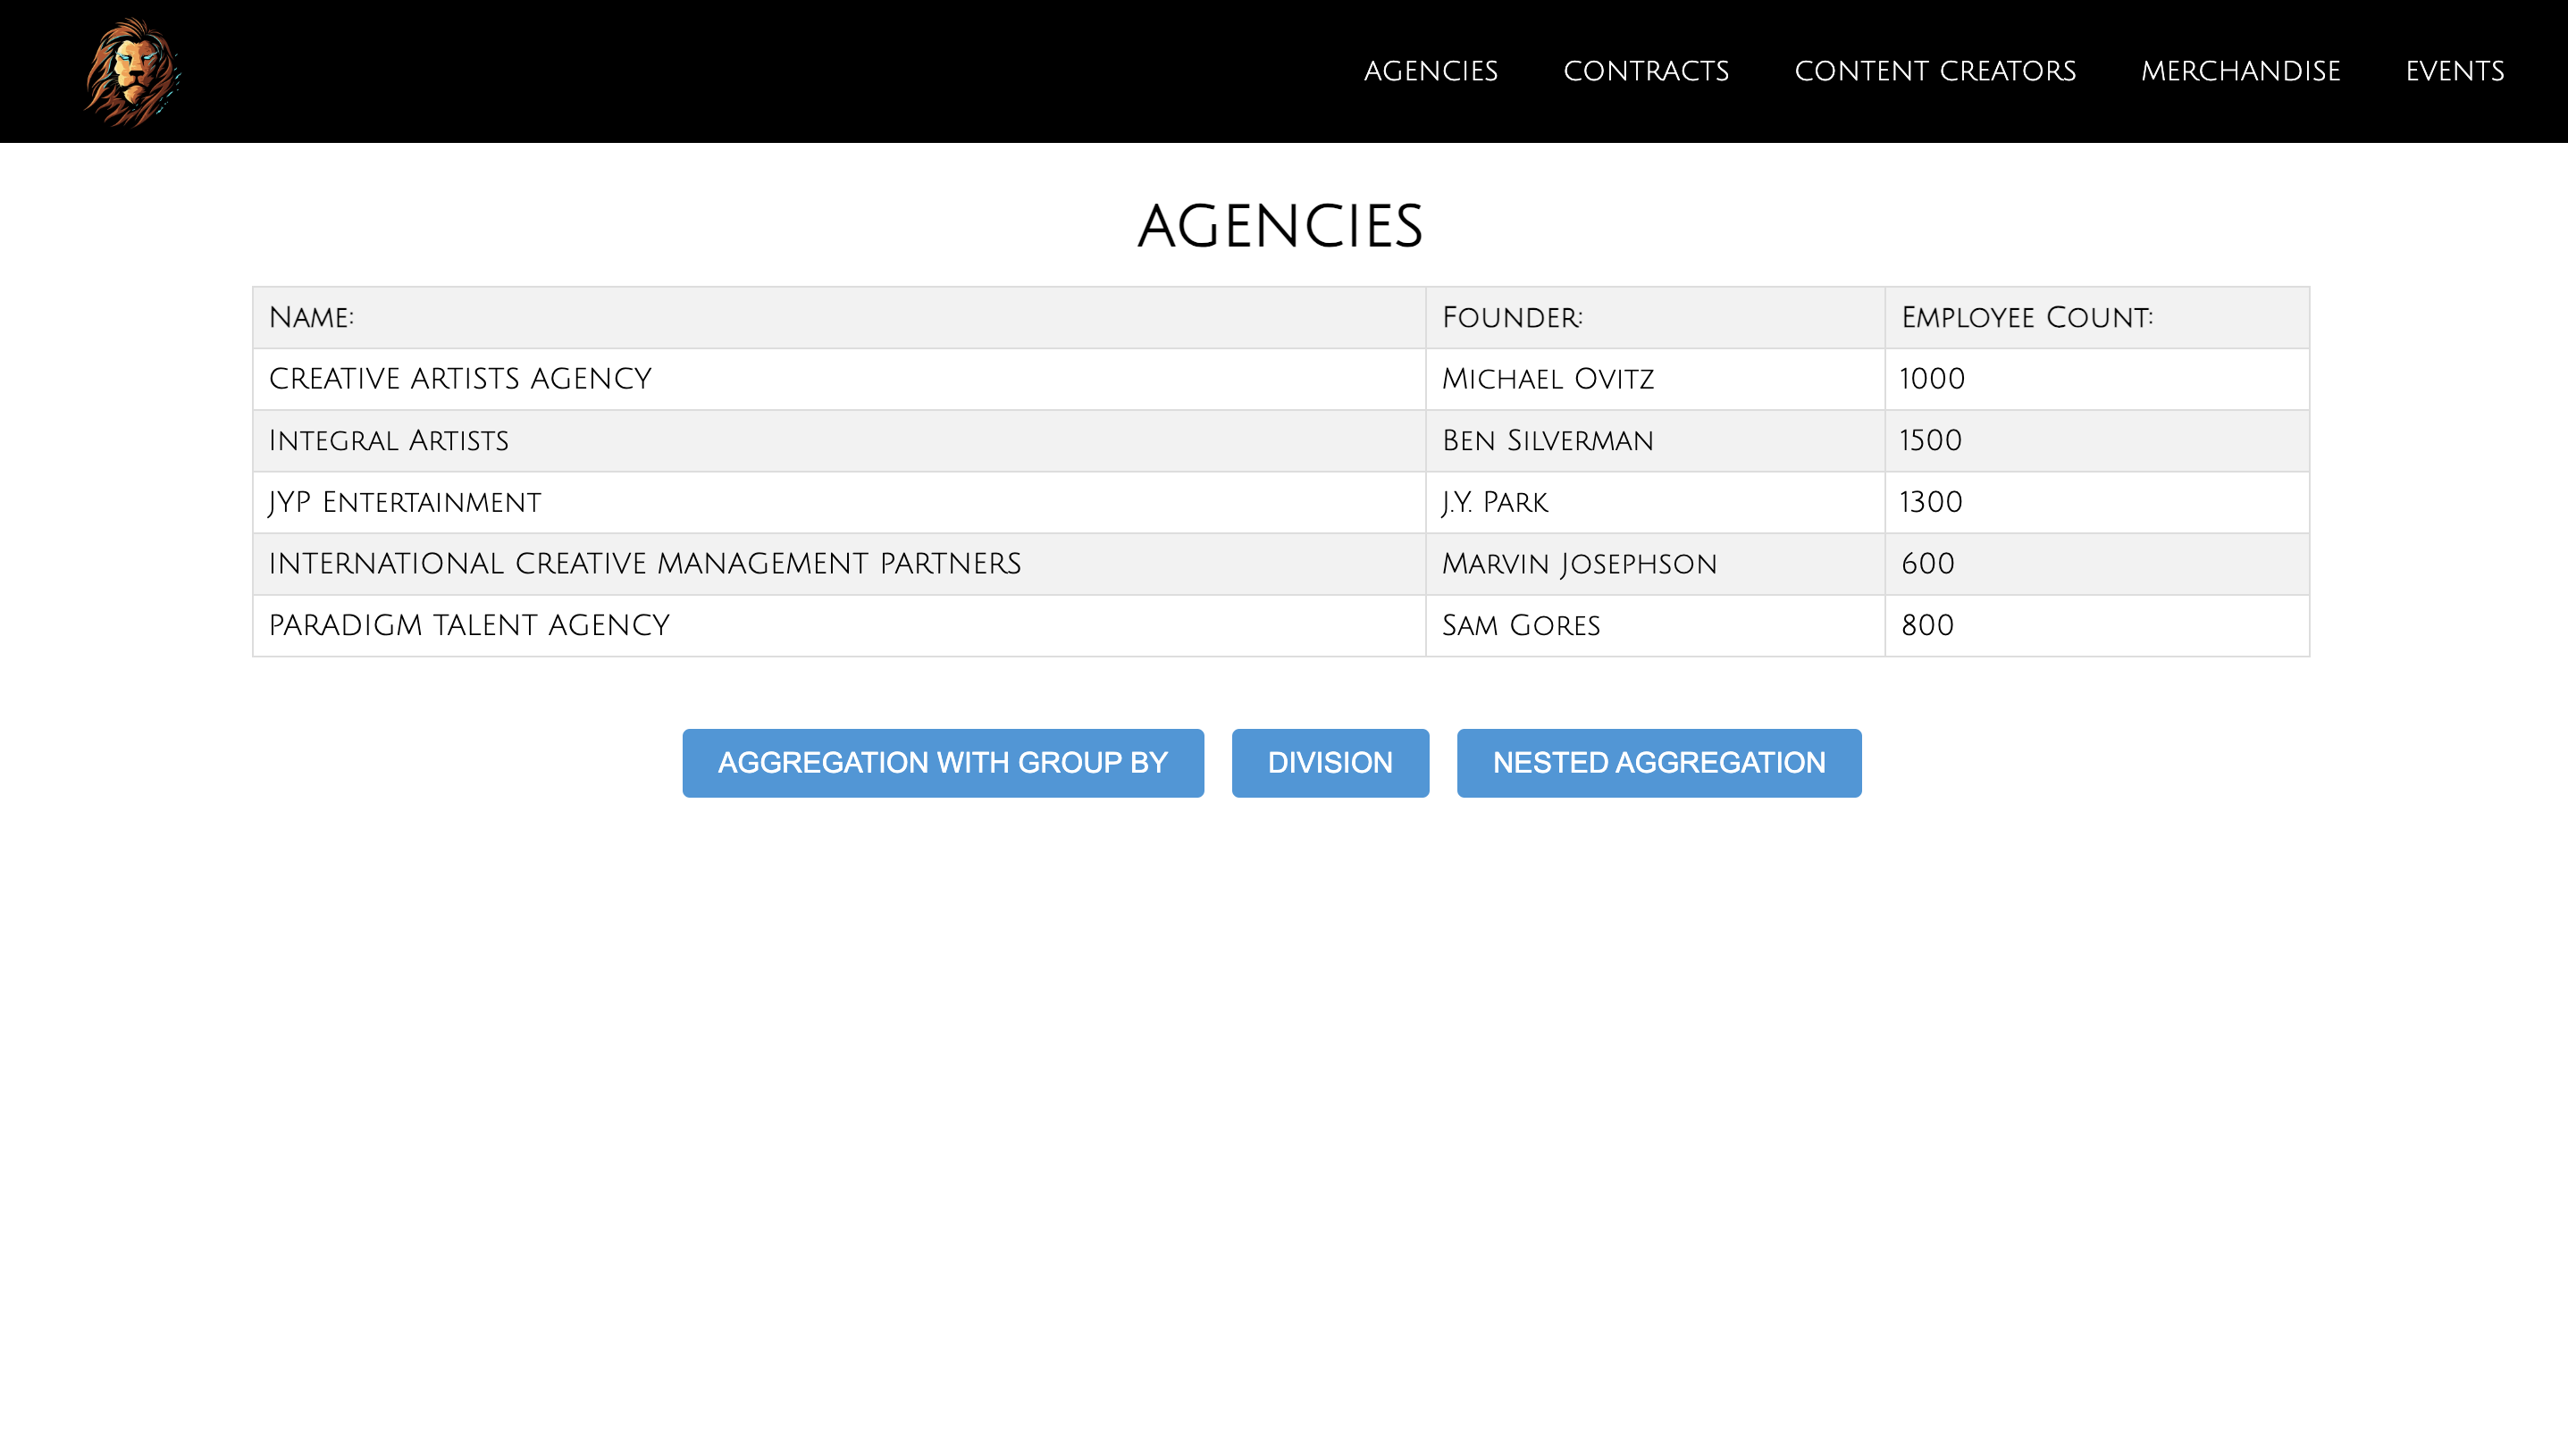 AGENCIES CONTRACTS CONTENT CREATORS MERCHANDISE EVENTS
AGENCIES
Name: Founder: Employee Count:
CREATIVE ARTISTS AGENCY Michael Ovitz 1000
Integral Artists Ben Silverman 1500
JYP Entertainment J.Y. Park 1300
INTERNATIONAL CREATIVE MANAGEMENT PARTNERS Marvin Josephson 600
PARADIGM TALENT AGENCY Sam Gores 800
AGGREGATION WITH GROUP BY DIVISION NESTED AGGREGATION